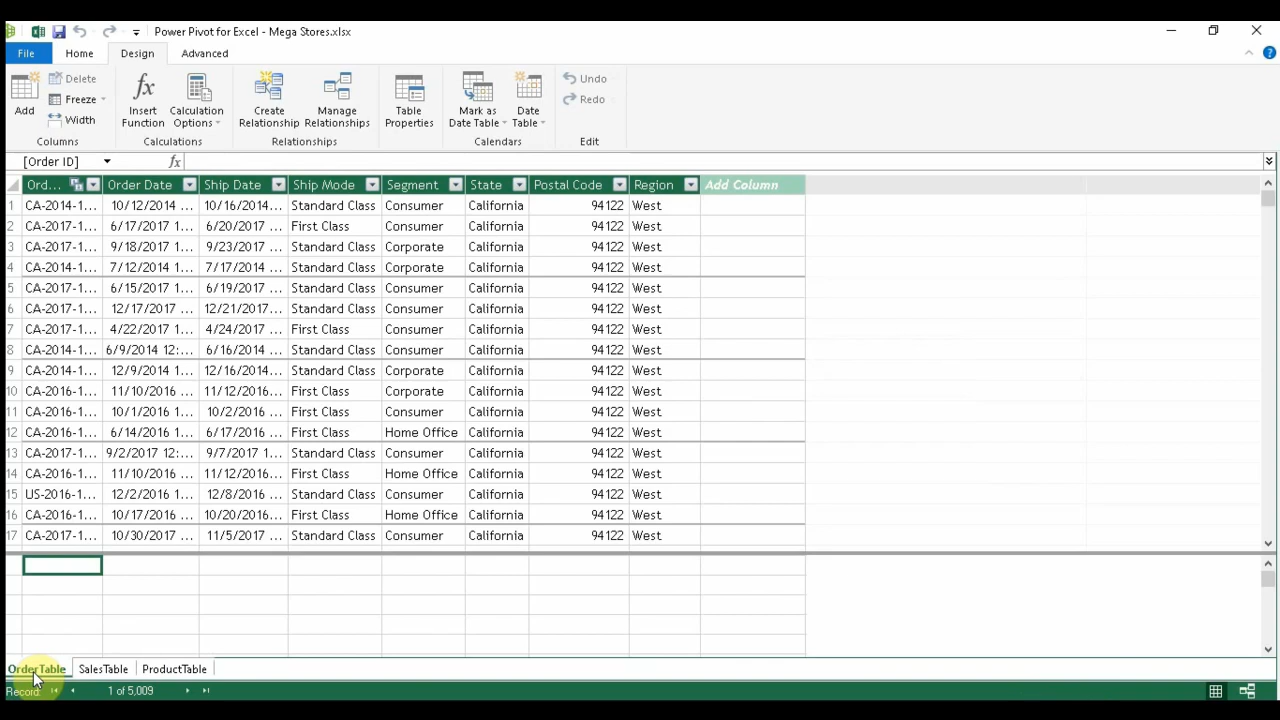 Power Pivot for Excel - Mega Stores.xlsx
File Home Design Advanced
Add Delete Freeze Width Insert Function Calculation Options Create Relationship Manage Relationships Table Properties Mark as Date Table Date Table Undo Redo
Columns Calculations Relationships Calendars Edit
[Order ID] fx
Ord... Order Date Ship Date Ship Mode Segment State Postal Code Region Add Column
1 CA-2014-1... 10/12/2014 ... 10/16/2014... Standard Class Consumer California 94122 West
2 CA-2017-1... 6/17/2017 1... 6/20/2017 ... First Class Consumer California 94122 West
3 CA-2017-1... 9/18/2017 1... 9/23/2017 ... Standard Class Corporate California 94122 West
4 CA-2014-1... 7/12/2014 1... 7/17/2014 ... Standard Class Corporate California 94122 West
5 CA-2017-1... 6/15/2017 1... 6/19/2017 ... Standard Class Consumer California 94122 West
6 CA-2017-1... 12/17/2017 ... 12/21/2017... Standard Class Consumer California 94122 West
7 CA-2017-1... 4/22/2017 1... 4/24/2017 ... First Class Consumer California 94122 West
8 CA-2014-1... 6/9/2014 12:... 6/16/2014 ... Standard Class Consumer California 94122 West
9 CA-2014-1... 12/9/2014 1... 12/16/2014... Standard Class Corporate California 94122 West
10 CA-2016-1... 11/10/2016 ... 11/12/2016... First Class Corporate California 94122 West
11 CA-2016-1... 10/1/2016 1... 10/2/2016 ... First Class Consumer California 94122 West
12 CA-2016-1... 6/14/2016 1... 6/17/2016 ... First Class Home Office California 94122 West
13 CA-2017-1... 9/2/2017 12:... 9/7/2017 1... Standard Class Consumer California 94122 West
14 CA-2016-1... 11/10/2016 ... 11/12/2016... First Class Home Office California 94122 West
15 US-2016-1... 12/2/2016 1... 12/8/2016 ... Standard Class Consumer California 94122 West
16 CA-2016-1... 10/17/2016 ... 10/20/2016... First Class Home Office California 94122 West
17 CA-2017-1... 10/30/2017 ... 11/5/2017 ... Standard Class Consumer California 94122 West
OrderTable SalesTable ProductTable
Record: 1 of 5,009